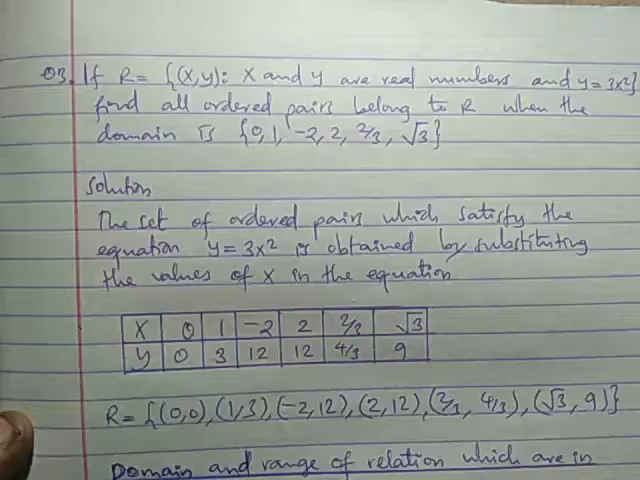 Q3. If R = {(x,y): x and y are real numbers and y = 3x²}
find all ordered pairs belong to R when the
domain is {0, 1, -2, 2, 2/3, √3}
Solution
The set of ordered pairs which satisfy the
equation y = 3x² is obtained by substituting
the values of x in the equation
X 0 1 -2 2 2/3 √3
Y 0 3 12 12 4/3 9
R = {(0,0), (1,3), (-2,12), (2,12), (2/3, 4/3), (√3, 9)}
Domain and range of relation which are in